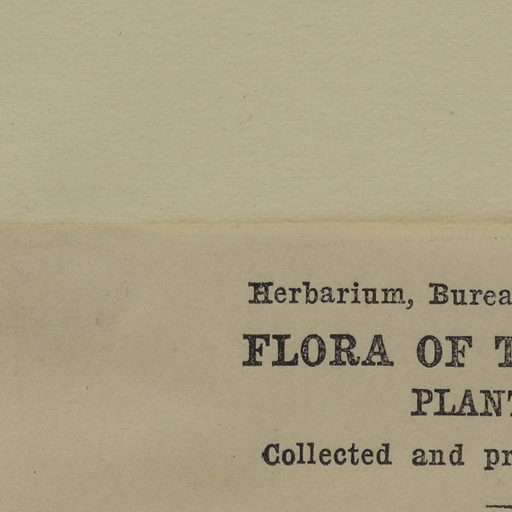 Herbarium, Burea
FLORA OF T
PLANT
Collected and pr